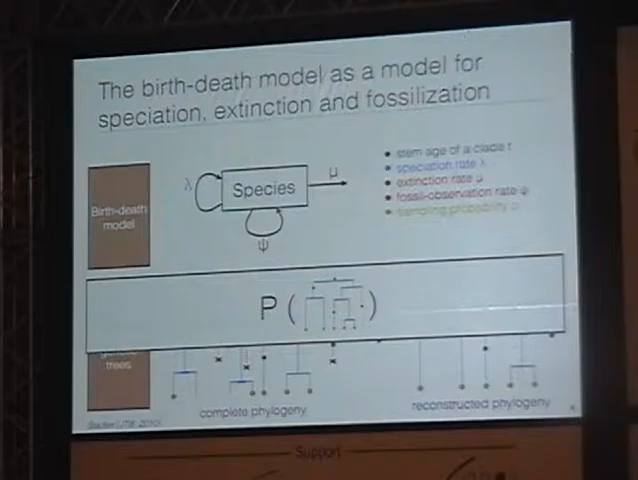 The birth-death model as a model for
speciation, extinction and fossilization
Birth-death
model
λ
Species
μ
ψ
• stem age of a clade t
• speciation rate λ
• extinction rate μ
• fossil-observation rate ψ
• sampling probability ρ
P ( )
trees
complete phylogeny
reconstructed phylogeny
Support